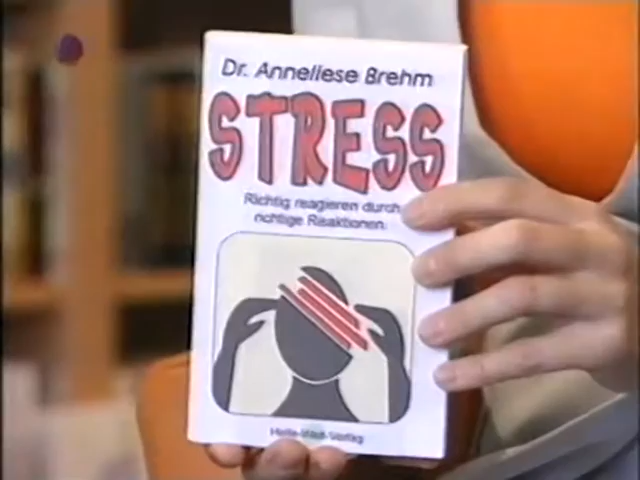 Dr. Anneliese Brehm
STRESS
Richtig reagieren durch
richtige Reaktionen.